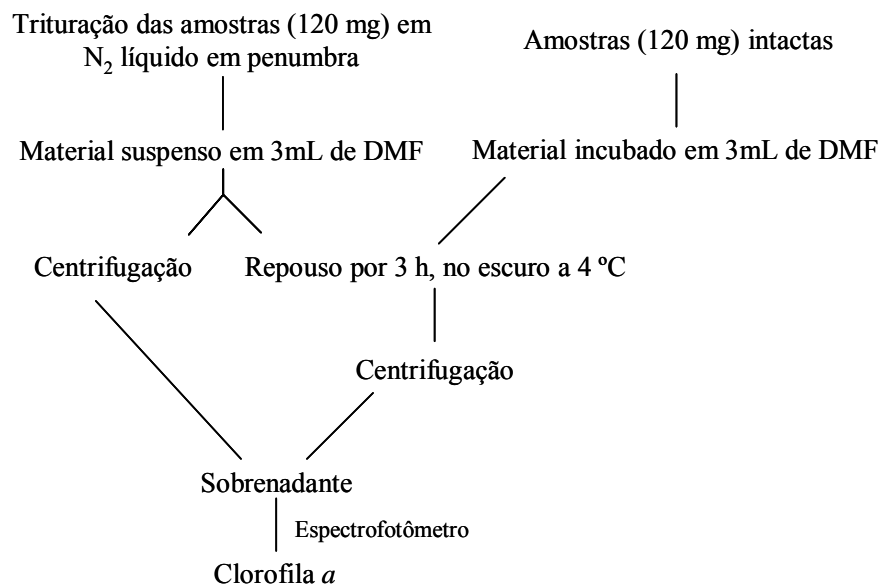 Trituração das amostras (120 mg) em
N₂ líquido em penumbra
Amostras (120 mg) intactas
Material suspenso em 3mL de DMF
Material incubado em 3mL de DMF
Centrifugação
Repouso por 3 h, no escuro a 4 ºC
Centrifugação
Sobrenadante
Espectrofotômetro
Clorofila a